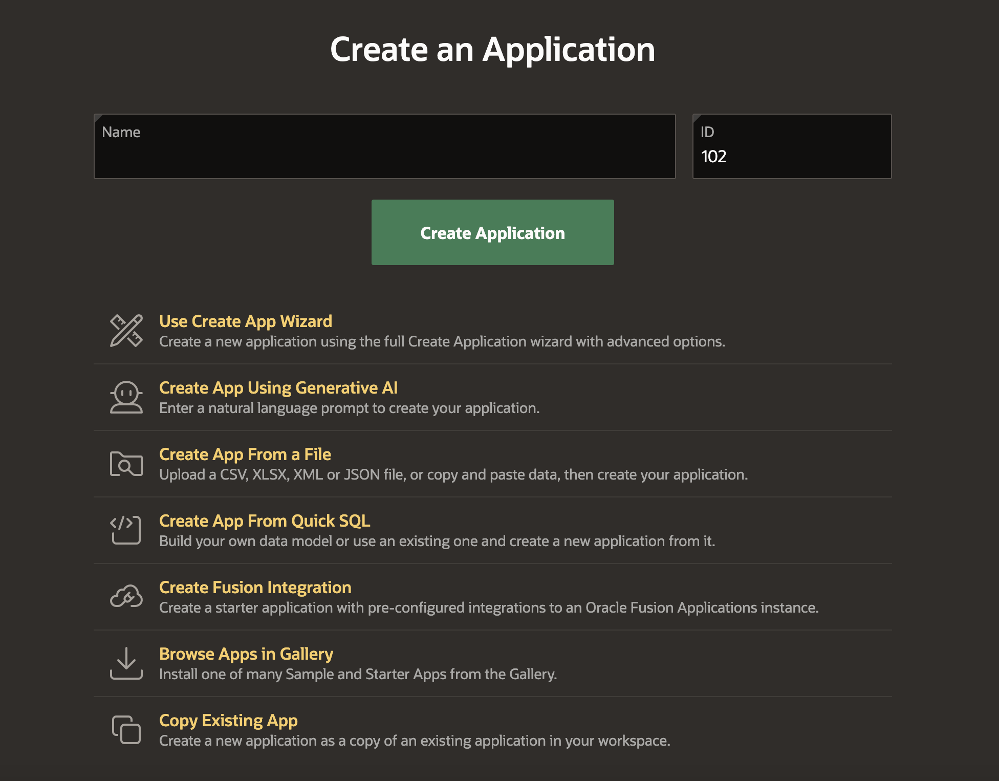 Create an Application
Name
ID
102
Create Application
Use Create App Wizard
Create a new application using the full Create Application wizard with advanced options.
Create App Using Generative AI
Enter a natural language prompt to create your application.
Create App From a File
Upload a CSV, XLSX, XML or JSON file, or copy and paste data, then create your application.
Create App From Quick SQL
Build your own data model or use an existing one and create a new application from it.
Create Fusion Integration
Create a starter application with pre-configured integrations to an Oracle Fusion Applications instance.
Browse Apps in Gallery
Install one of many Sample and Starter Apps from the Gallery.
Copy Existing App
Create a new application as a copy of an existing application in your workspace.